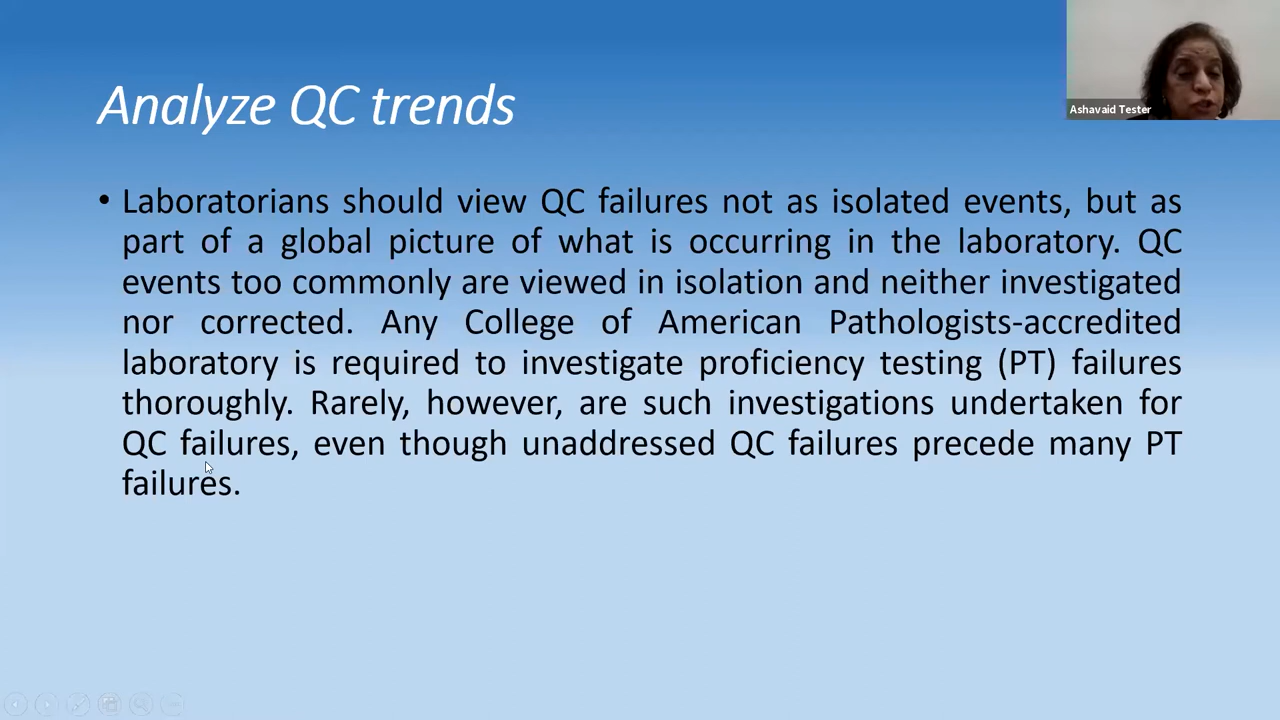 Analyze QC trends
Ashavaid Tester
• Laboratorians should view QC failures not as isolated events, but as
part of a global picture of what is occurring in the laboratory. QC
events too commonly are viewed in isolation and neither investigated
nor corrected. Any College of American Pathologists-accredited
laboratory is required to investigate proficiency testing (PT) failures
thoroughly. Rarely, however, are such investigations undertaken for
QC failures, even though unaddressed QC failures precede many PT
failures.